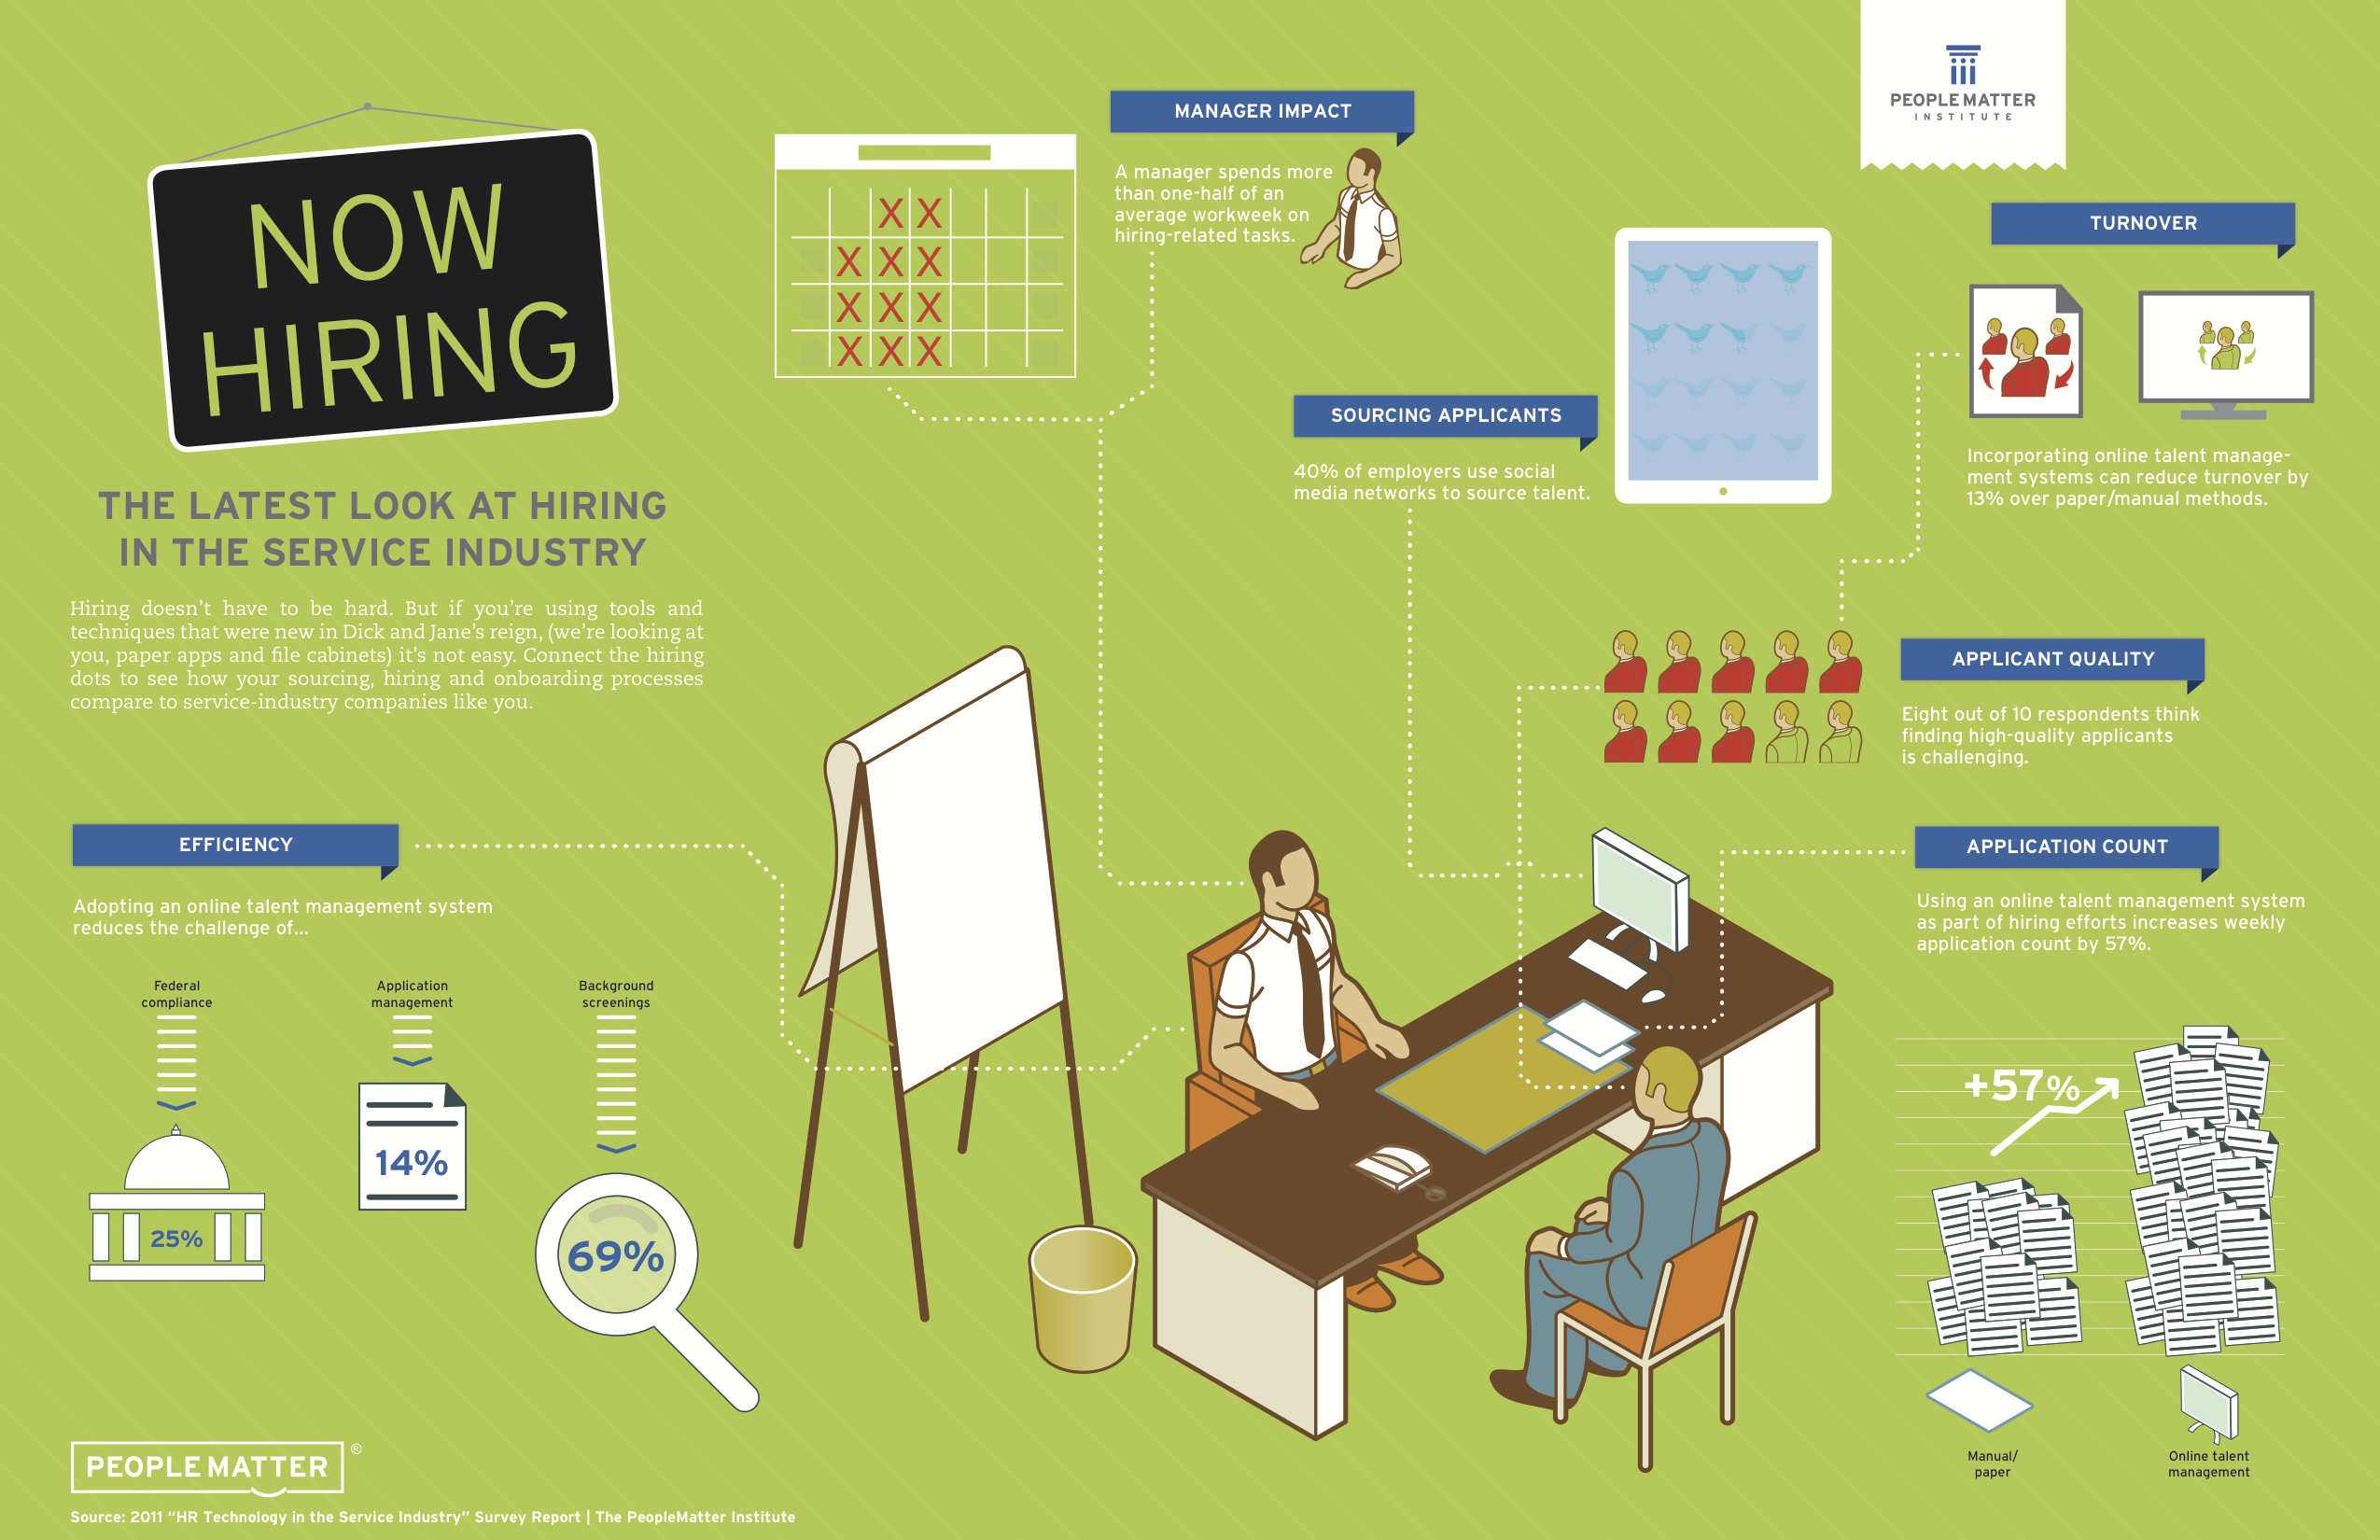 NOW
HIRING
THE LATEST LOOK AT HIRING
IN THE SERVICE INDUSTRY
Hiring doesn't have to be hard. But if you're using tools and
techniques that were new in Dick and Jane's reign, (we're looking at
you, paper apps and file cabinets) it's not easy. Connect the hiring
dots to see how your sourcing, hiring and onboarding processes
compare to service-industry companies like you.
MANAGER IMPACT
A manager spends more
than one-half of an
average workweek on
hiring-related tasks.
X X
X X X
X X X
X X X
SOURCING APPLICANTS
40% of employers use social
media networks to source talent.
PEOPLEMATTER
INSTITUTE
TURNOVER
Incorporating online talent manage-
ment systems can reduce turnover by
13% over paper/manual methods.
APPLICANT QUALITY
Eight out of 10 respondents think
finding high-quality applicants
is challenging.
APPLICATION COUNT
Using an online talent management system
as part of hiring efforts increases weekly
application count by 57%.
+57%
Manual/
paper
Online talent
management
EFFICIENCY
Adopting an online talent management system
reduces the challenge of...
Federal
compliance
25%
Application
management
14%
Background
screenings
69%
PEOPLEMATTER®
Source: 2011 “HR Technology in the Service Industry” Survey Report | The PeopleMatter Institute